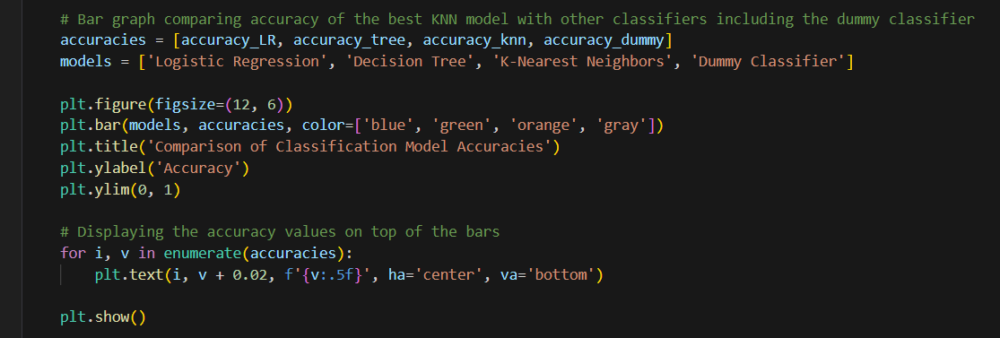 # Bar graph comparing accuracy of the best KNN model with other classifiers including the dummy classifier
accuracies = [accuracy_LR, accuracy_tree, accuracy_knn, accuracy_dummy]
models = ['Logistic Regression', 'Decision Tree', 'K-Nearest Neighbors', 'Dummy Classifier']
plt.figure(figsize=(12, 6))
plt.bar(models, accuracies, color=['blue', 'green', 'orange', 'gray'])
plt.title('Comparison of Classification Model Accuracies')
plt.ylabel('Accuracy')
plt.ylim(0, 1)
# Displaying the accuracy values on top of the bars
for i, v in enumerate(accuracies):
    plt.text(i, v + 0.02, f'{v:.5f}', ha='center', va='bottom')
plt.show()